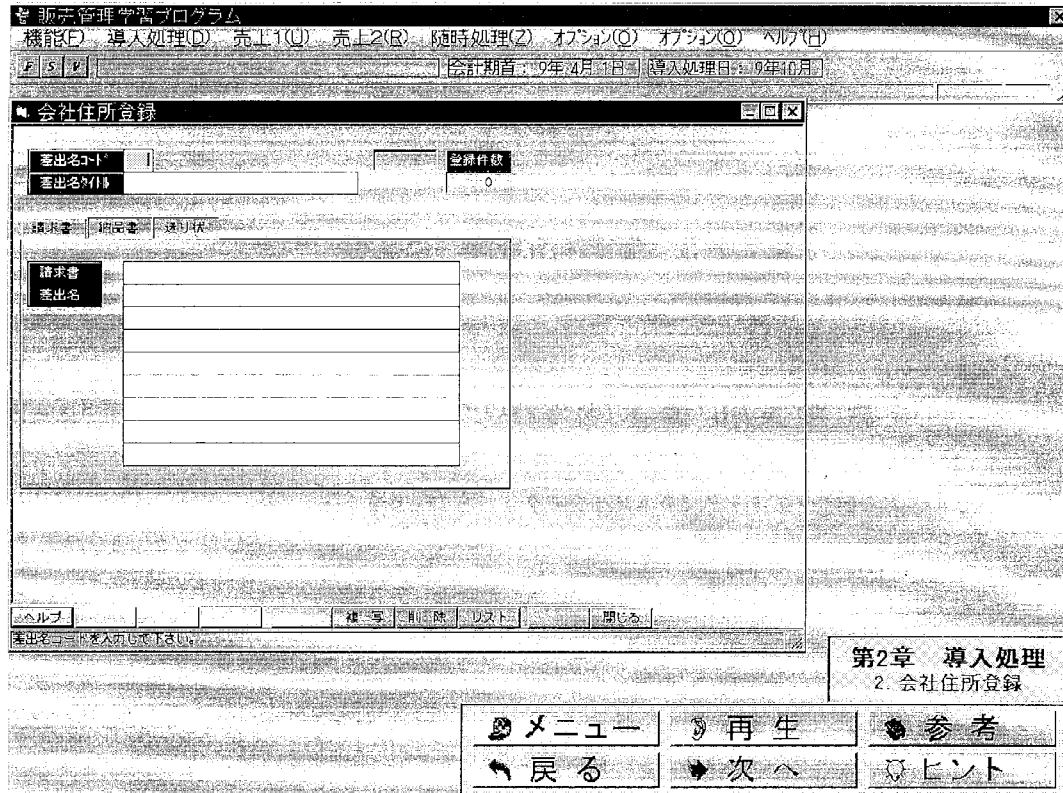 販売管理学習プログラム
機能(F) 導入処理(D) 売上1(U) 売上2(R) 随時処理(Z) オプション(O) オプション(O) ヘルプ(H)
F S V 会計期首: 9年 4月 1日 導入処理日: 9年10月
会社住所登録
差出名コード 1 登録件数
差出名タイトル 0
請求書 納品書 送り状
請求書
差出名
ヘルプ 複 写 削 除 リスト 閉じる
差出名コードを入力して下さい。
第2章 導入処理
2. 会社住所登録
メニュー 再 生 参 考
戻 る 次 へ ヒント